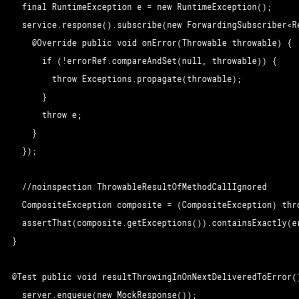 final RuntimeException e = new RuntimeException();
service.response().subscribe(new ForwardingSubscriber<Re
@Override public void onError(Throwable throwable) {
if (!errorRef.compareAndSet(null, throwable)) {
throw Exceptions.propagate(throwable);
}
throw e;
}
});
//noinspection ThrowableResultOfMethodCallIgnored
CompositeException composite = (CompositeException) thro
assertThat(composite.getExceptions()).containsExactly(er
}
@Test public void resultThrowingInOnNextDeliveredToError()
server.enqueue(new MockResponse());